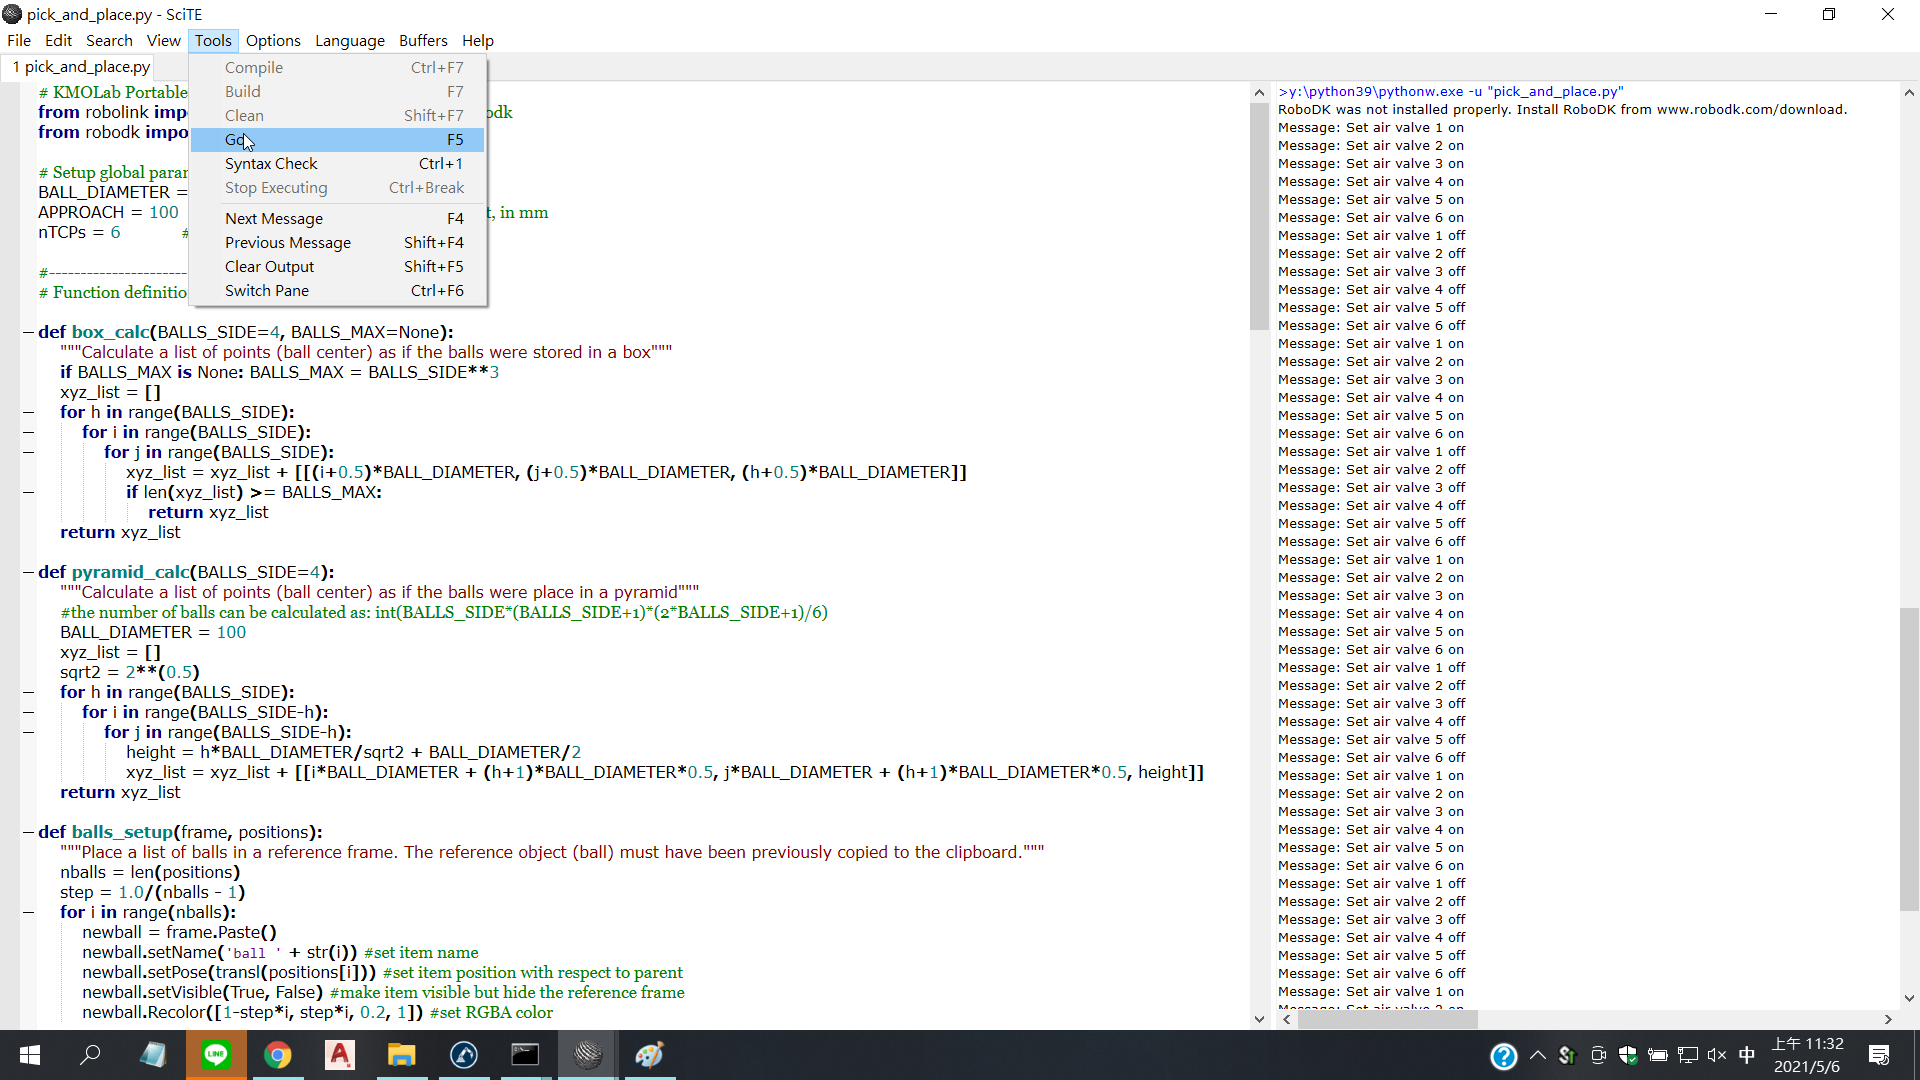 pick_and_place.py - SciTE
File Edit Search View Tools Options Language Buffers Help
1 pick_and_place.py
Compile Ctrl+F7
Build F7
Clean Shift+F7
Go F5
Syntax Check Ctrl+1
Stop Executing Ctrl+Break
Next Message F4
Previous Message Shift+F4
Clear Output Shift+F5
Switch Pane Ctrl+F6
# KMOLab Portable
from robolink imp odk
from robodk impo
# Setup global parar
BALL_DIAMETER =
APPROACH = 100 t, in mm
nTCPs = 6 #
#----------------------
# Function definitio
def box_calc(BALLS_SIDE=4, BALLS_MAX=None):
"""Calculate a list of points (ball center) as if the balls were stored in a box"""
if BALLS_MAX is None: BALLS_MAX = BALLS_SIDE**3
xyz_list = []
for h in range(BALLS_SIDE):
for i in range(BALLS_SIDE):
for j in range(BALLS_SIDE):
xyz_list = xyz_list + [[(i+0.5)*BALL_DIAMETER, (j+0.5)*BALL_DIAMETER, (h+0.5)*BALL_DIAMETER]]
if len(xyz_list) >= BALLS_MAX:
return xyz_list
return xyz_list
def pyramid_calc(BALLS_SIDE=4):
"""Calculate a list of points (ball center) as if the balls were place in a pyramid"""
#the number of balls can be calculated as: int(BALLS_SIDE*(BALLS_SIDE+1)*(2*BALLS_SIDE+1)/6)
BALL_DIAMETER = 100
xyz_list = []
sqrt2 = 2**(0.5)
for h in range(BALLS_SIDE):
for i in range(BALLS_SIDE-h):
for j in range(BALLS_SIDE-h):
height = h*BALL_DIAMETER/sqrt2 + BALL_DIAMETER/2
xyz_list = xyz_list + [[i*BALL_DIAMETER + (h+1)*BALL_DIAMETER*0.5, j*BALL_DIAMETER + (h+1)*BALL_DIAMETER*0.5, height]]
return xyz_list
def balls_setup(frame, positions):
"""Place a list of balls in a reference frame. The reference object (ball) must have been previously copied to the clipboard."""
nballs = len(positions)
step = 1.0/(nballs - 1)
for i in range(nballs):
newball = frame.Paste()
newball.setName('ball ' + str(i)) #set item name
newball.setPose(transl(positions[i])) #set item position with respect to parent
newball.setVisible(True, False) #make item visible but hide the reference frame
newball.Recolor([1-step*i, step*i, 0.2, 1]) #set RGBA color
>y:\python39\pythonw.exe -u "pick_and_place.py"
RoboDK was not installed properly. Install RoboDK from www.robodk.com/download.
Message: Set air valve 1 on
Message: Set air valve 2 on
Message: Set air valve 3 on
Message: Set air valve 4 on
Message: Set air valve 5 on
Message: Set air valve 6 on
Message: Set air valve 1 off
Message: Set air valve 2 off
Message: Set air valve 3 off
Message: Set air valve 4 off
Message: Set air valve 5 off
Message: Set air valve 6 off
Message: Set air valve 1 on
Message: Set air valve 2 on
Message: Set air valve 3 on
Message: Set air valve 4 on
Message: Set air valve 5 on
Message: Set air valve 6 on
Message: Set air valve 1 off
Message: Set air valve 2 off
Message: Set air valve 3 off
Message: Set air valve 4 off
Message: Set air valve 5 off
Message: Set air valve 6 off
Message: Set air valve 1 on
Message: Set air valve 2 on
Message: Set air valve 3 on
Message: Set air valve 4 on
Message: Set air valve 5 on
Message: Set air valve 6 on
Message: Set air valve 1 off
Message: Set air valve 2 off
Message: Set air valve 3 off
Message: Set air valve 4 off
Message: Set air valve 5 off
Message: Set air valve 6 off
Message: Set air valve 1 on
Message: Set air valve 2 on
Message: Set air valve 3 on
Message: Set air valve 4 on
Message: Set air valve 5 on
Message: Set air valve 6 on
Message: Set air valve 1 off
Message: Set air valve 2 off
Message: Set air valve 3 off
Message: Set air valve 4 off
Message: Set air valve 5 off
Message: Set air valve 6 off
Message: Set air valve 1 on
Message: Set air valve 2 on
LINE
中
上午 11:32
2021/5/6